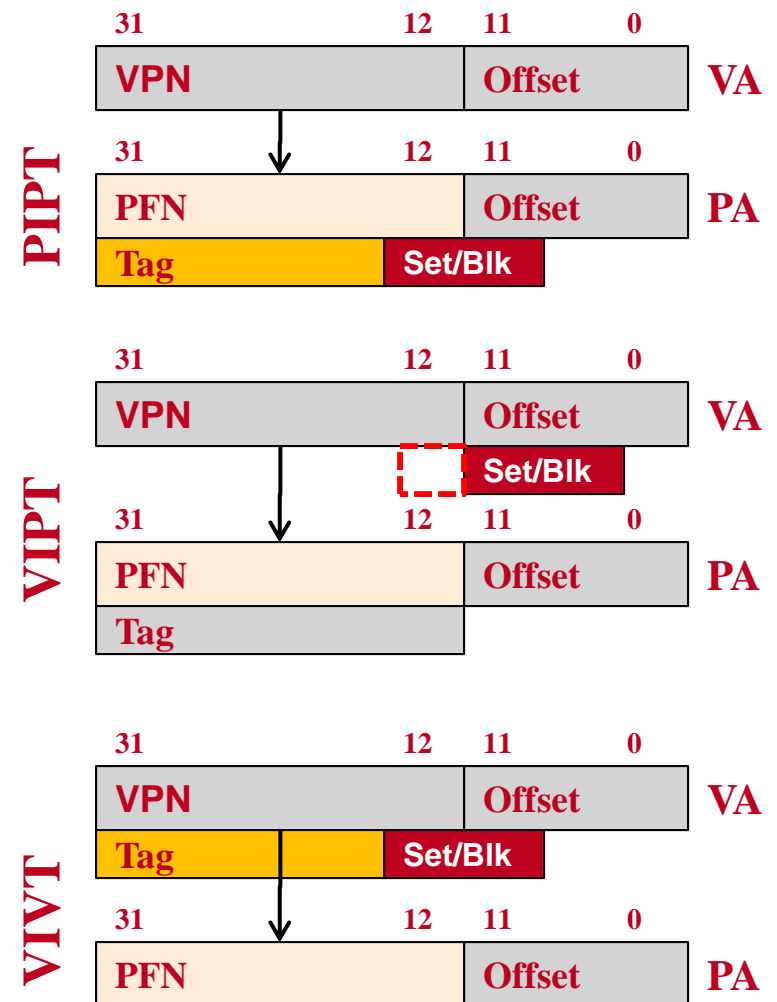 31 12 11 0
VPN Offset VA
PIPT
31 12 11 0
PFN Offset PA
Tag Set/Blk
31 12 11 0
VPN Offset VA
Set/Blk
VIPT
31 12 11 0
PFN Offset PA
Tag
31 12 11 0
VPN Offset VA
Tag Set/Blk
VIVT
31 12 11 0
PFN Offset PA